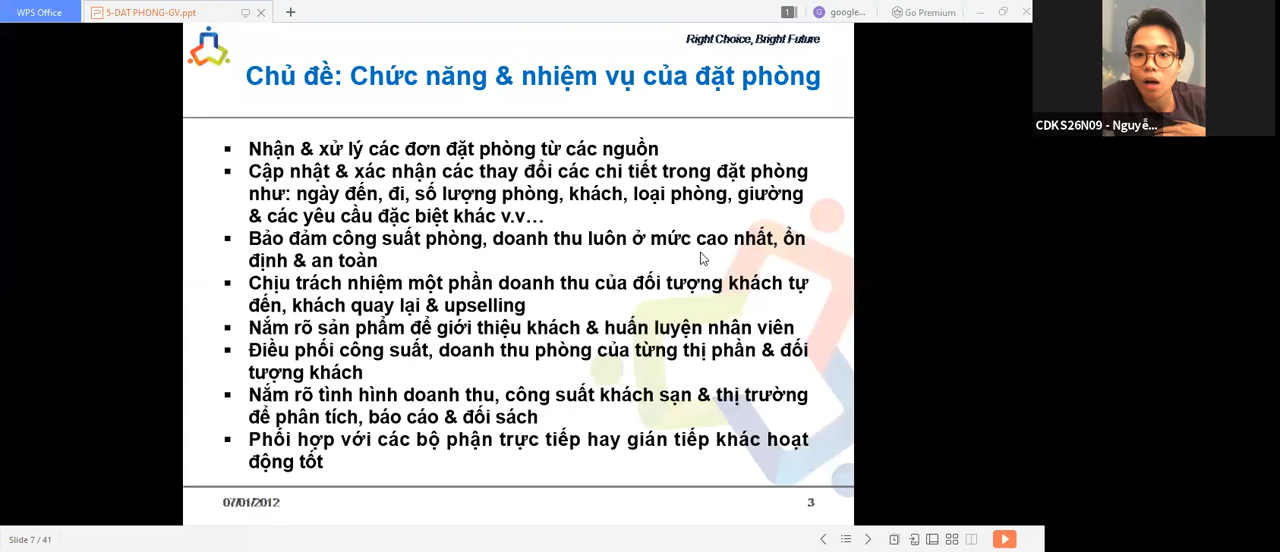 WPS Office
5-DAT PHONG-GV.ppt
1
G
google...
Go Premium
CDKS26N09 - Nguyễ...
Right Choice, Bright Future
Chủ đề: Chức năng & nhiệm vụ của đặt phòng
Nhận & xử lý các đơn đặt phòng từ các nguồn
Cập nhật & xác nhận các thay đổi các chi tiết trong đặt phòng
như: ngày đến, đi, số lượng phòng, khách, loại phòng, giường
& các yêu cầu đặc biệt khác v.v…
Bảo đảm công suất phòng, doanh thu luôn ở mức cao nhất, ổn
định & an toàn
Chịu trách nhiệm một phần doanh thu của đối tượng khách tự
đến, khách quay lại & upselling
Nắm rõ sản phẩm để giới thiệu khách & huấn luyện nhân viên
Điều phối công suất, doanh thu phòng của từng thị phần & đối
tượng khách
Nắm rõ tình hình doanh thu, công suất khách sạn & thị trường
để phân tích, báo cáo & đối sách
Phối hợp với các bộ phận trực tiếp hay gián tiếp khác hoạt
động tốt
07/01/2012
3
Slide 7 / 41